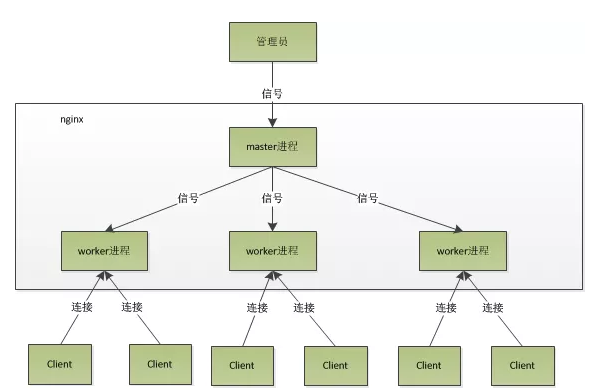 管理员
信号
nginx
master进程
信号
信号
信号
worker进程
worker进程
worker进程
连接
连接
连接
连接
连接
连接
Client
Client
Client
Client
Client
Client